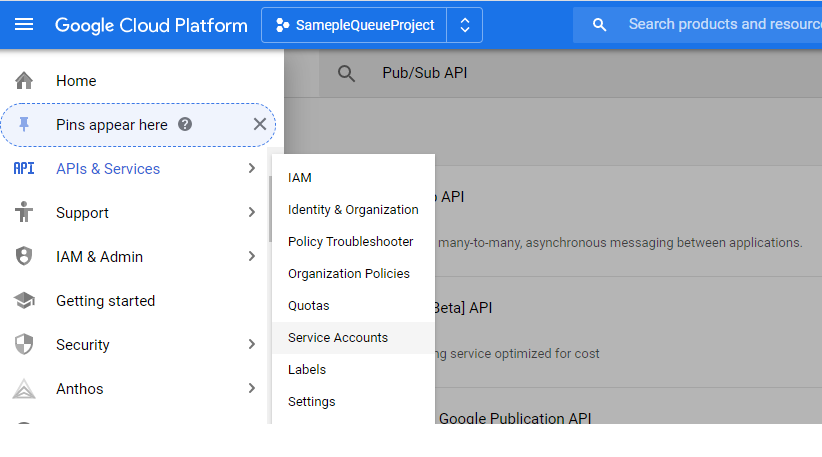 Google Cloud Platform
SamepleQueueProject
Search products and resourc
Home
Pub/Sub API
Pins appear here
API
APIs & Services
IAM
Support
Identity & Organization
API
Policy Troubleshooter
many-to-many, asynchronous messaging between applications.
IAM & Admin
Organization Policies
Getting started
Quotas
Beta] API
Security
Service Accounts
ng service optimized for cost
Labels
Anthos
Settings
Google Publication API